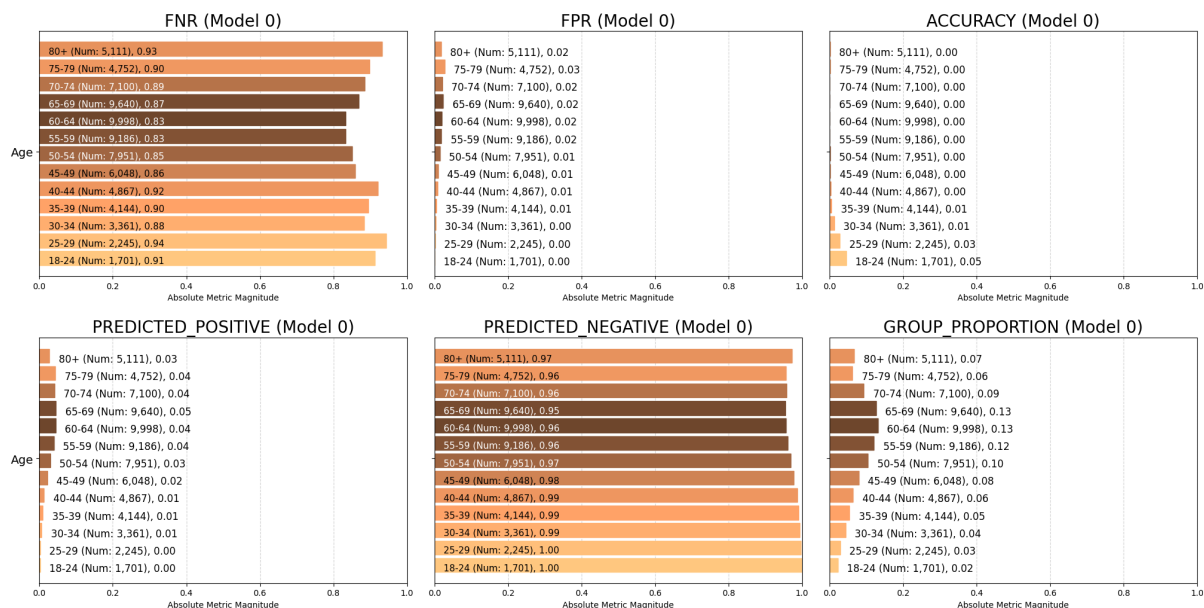 FNR (Model 0)
80+ (Num: 5,111), 0.93
75-79 (Num: 4,752), 0.90
70-74 (Num: 7,100), 0.89
65-69 (Num: 9,640), 0.87
60-64 (Num: 9,998), 0.83
55-59 (Num: 9,186), 0.83
50-54 (Num: 7,951), 0.85
45-49 (Num: 6,048), 0.86
40-44 (Num: 4,867), 0.92
35-39 (Num: 4,144), 0.90
30-34 (Num: 3,361), 0.88
25-29 (Num: 2,245), 0.94
18-24 (Num: 1,701), 0.91
Age
0.0 0.2 0.4 0.6 0.8 1.0
Absolute Metric Magnitude
FPR (Model 0)
80+ (Num: 5,111), 0.02
75-79 (Num: 4,752), 0.03
70-74 (Num: 7,100), 0.02
65-69 (Num: 9,640), 0.02
60-64 (Num: 9,998), 0.02
55-59 (Num: 9,186), 0.02
50-54 (Num: 7,951), 0.01
45-49 (Num: 6,048), 0.01
40-44 (Num: 4,867), 0.01
35-39 (Num: 4,144), 0.01
30-34 (Num: 3,361), 0.00
25-29 (Num: 2,245), 0.00
18-24 (Num: 1,701), 0.00
0.0 0.2 0.4 0.6 0.8 1.0
Absolute Metric Magnitude
ACCURACY (Model 0)
80+ (Num: 5,111), 0.00
75-79 (Num: 4,752), 0.00
70-74 (Num: 7,100), 0.00
65-69 (Num: 9,640), 0.00
60-64 (Num: 9,998), 0.00
55-59 (Num: 9,186), 0.00
50-54 (Num: 7,951), 0.00
45-49 (Num: 6,048), 0.00
40-44 (Num: 4,867), 0.00
35-39 (Num: 4,144), 0.01
30-34 (Num: 3,361), 0.01
25-29 (Num: 2,245), 0.03
18-24 (Num: 1,701), 0.05
0.0 0.2 0.4 0.6 0.8 1.0
Absolute Metric Magnitude
PREDICTED_POSITIVE (Model 0)
80+ (Num: 5,111), 0.03
75-79 (Num: 4,752), 0.04
70-74 (Num: 7,100), 0.04
65-69 (Num: 9,640), 0.05
60-64 (Num: 9,998), 0.04
55-59 (Num: 9,186), 0.04
50-54 (Num: 7,951), 0.03
45-49 (Num: 6,048), 0.02
40-44 (Num: 4,867), 0.01
35-39 (Num: 4,144), 0.01
30-34 (Num: 3,361), 0.01
25-29 (Num: 2,245), 0.00
18-24 (Num: 1,701), 0.00
Age
0.0 0.2 0.4 0.6 0.8 1.0
Absolute Metric Magnitude
PREDICTED_NEGATIVE (Model 0)
80+ (Num: 5,111), 0.97
75-79 (Num: 4,752), 0.96
70-74 (Num: 7,100), 0.96
65-69 (Num: 9,640), 0.95
60-64 (Num: 9,998), 0.96
55-59 (Num: 9,186), 0.96
50-54 (Num: 7,951), 0.97
45-49 (Num: 6,048), 0.98
40-44 (Num: 4,867), 0.99
35-39 (Num: 4,144), 0.99
30-34 (Num: 3,361), 0.99
25-29 (Num: 2,245), 1.00
18-24 (Num: 1,701), 1.00
0.0 0.2 0.4 0.6 0.8 1.0
Absolute Metric Magnitude
GROUP_PROPORTION (Model 0)
80+ (Num: 5,111), 0.07
75-79 (Num: 4,752), 0.06
70-74 (Num: 7,100), 0.09
65-69 (Num: 9,640), 0.13
60-64 (Num: 9,998), 0.13
55-59 (Num: 9,186), 0.12
50-54 (Num: 7,951), 0.10
45-49 (Num: 6,048), 0.08
40-44 (Num: 4,867), 0.06
35-39 (Num: 4,144), 0.05
30-34 (Num: 3,361), 0.04
25-29 (Num: 2,245), 0.03
18-24 (Num: 1,701), 0.02
0.0 0.2 0.4 0.6 0.8 1.0
Absolute Metric Magnitude